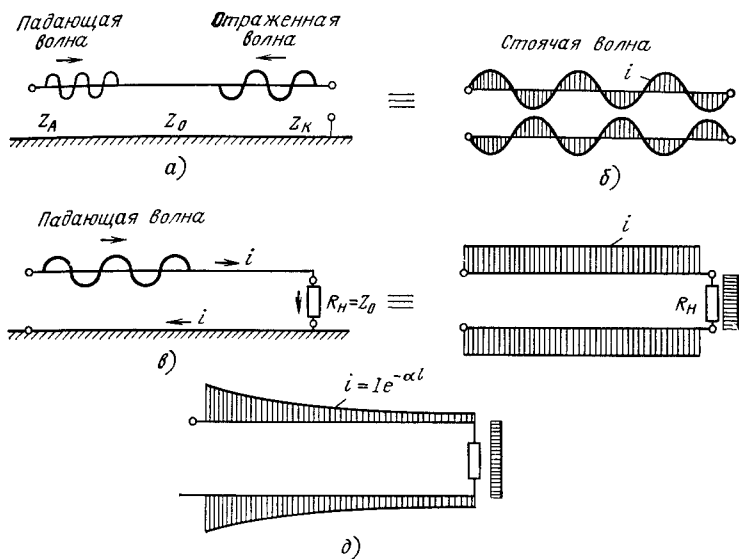 Падающая волна
Отраженная волна
Z_A Z_0 Z_K
а)
≡
Стоячая волна
i
б)
Падающая волна
i
i
R_H=Z_0
в)
≡
i
R_H
i = Ie^{-αl}
д)